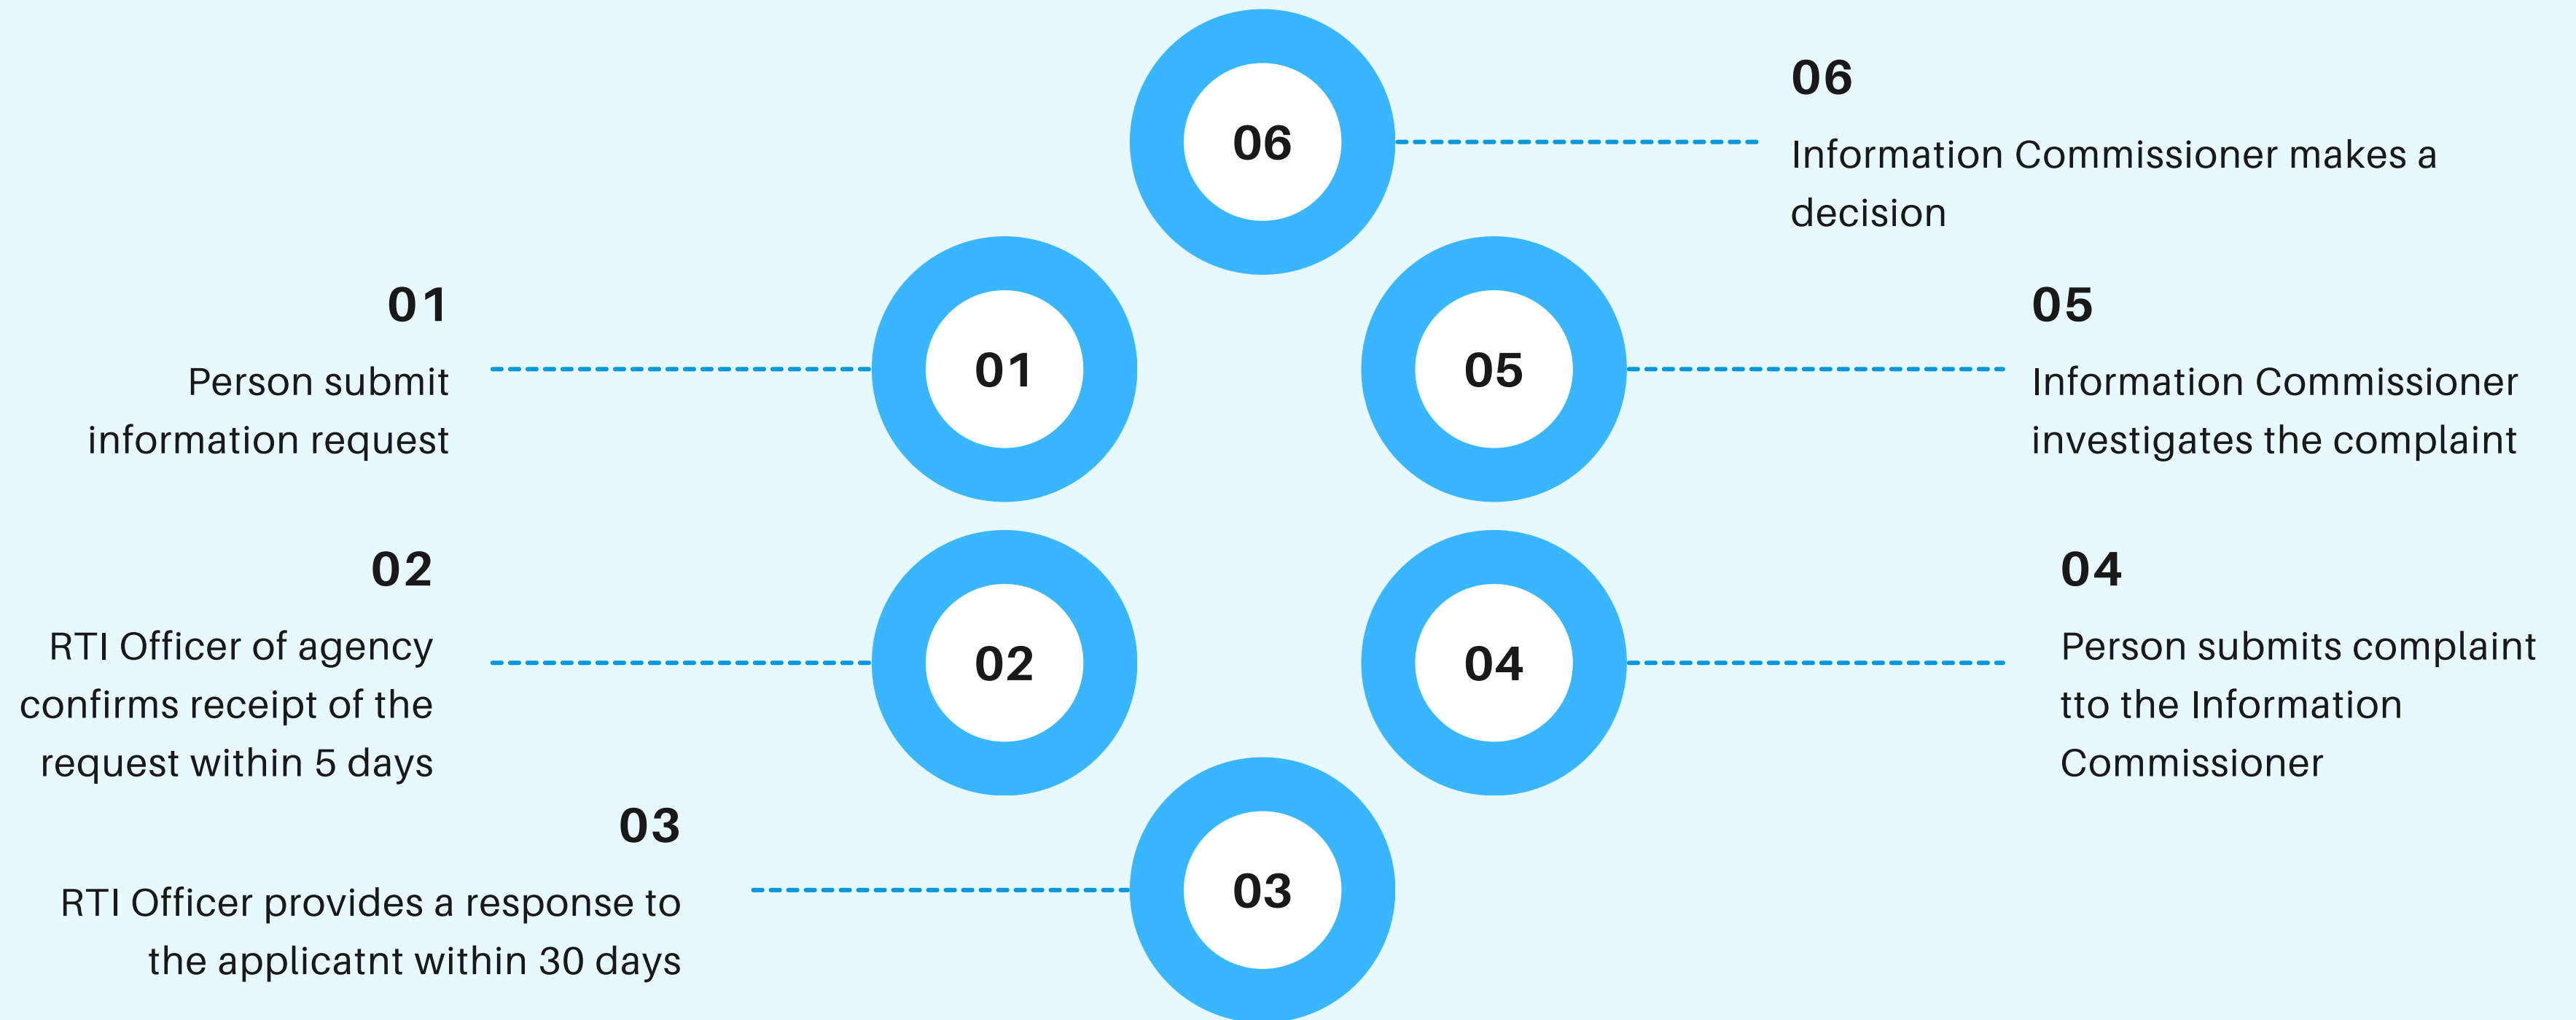 06
06
Information Commissioner makes a
decision
01
Person submit
information request
01
05
05
Information Commissioner
investigates the complaint
02
RTI Officer of agency
confirms receipt of the
request within 5 days
02
04
04
Person submits complaint
tto the Information
Commissioner
03
RTI Officer provides a response to
the applicatnt within 30 days
03